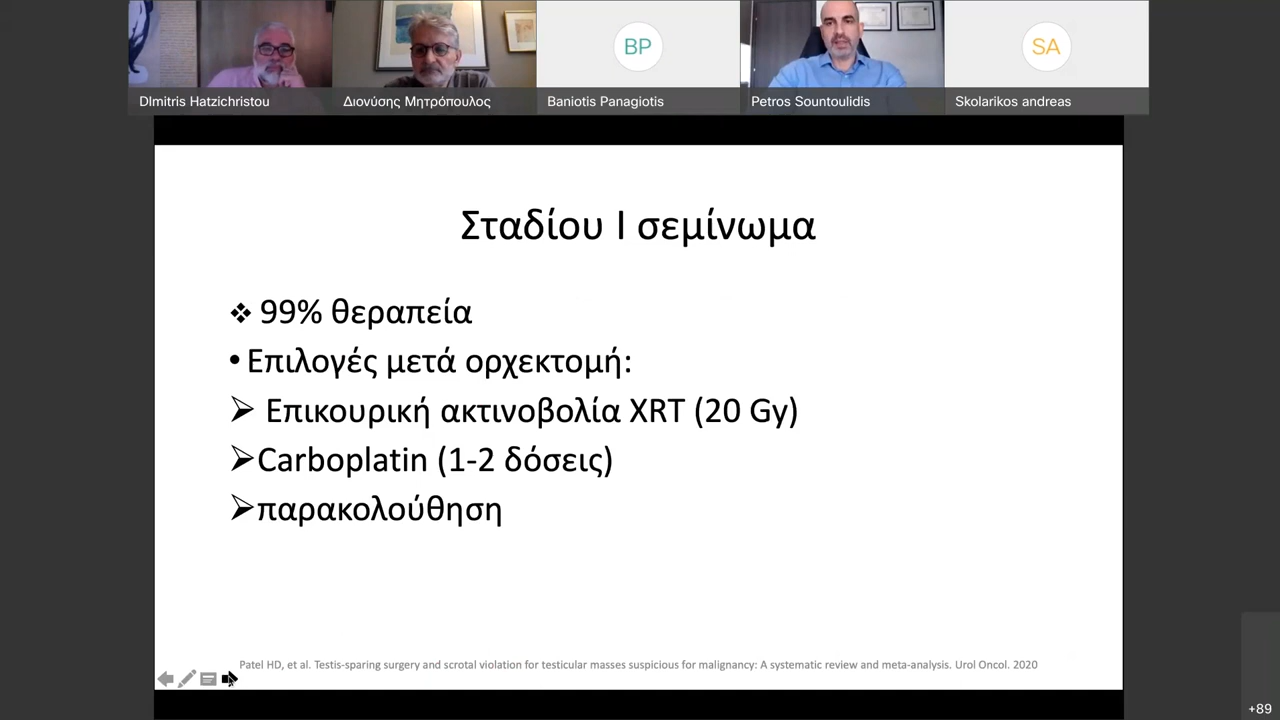 BP
SA
DImitris Hatzichristou
Διονύσης Μητρόπουλος
Baniotis Panagiotis
Petros Sountoulidis
Skolarikos andreas
Σταδίου Ι σεμίνωμα
❖ 99% θεραπεία
• Επιλογές μετά ορχεκτομή:
➢ Επικουρική ακτινοβολία XRT (20 Gy)
➢Carboplatin (1-2 δόσεις)
➢παρακολούθηση
Patel HD, et al. Testis-sparing surgery and scrotal violation for testicular masses suspicious for malignancy: A systematic review and meta-analysis. Urol Oncol. 2020
+89